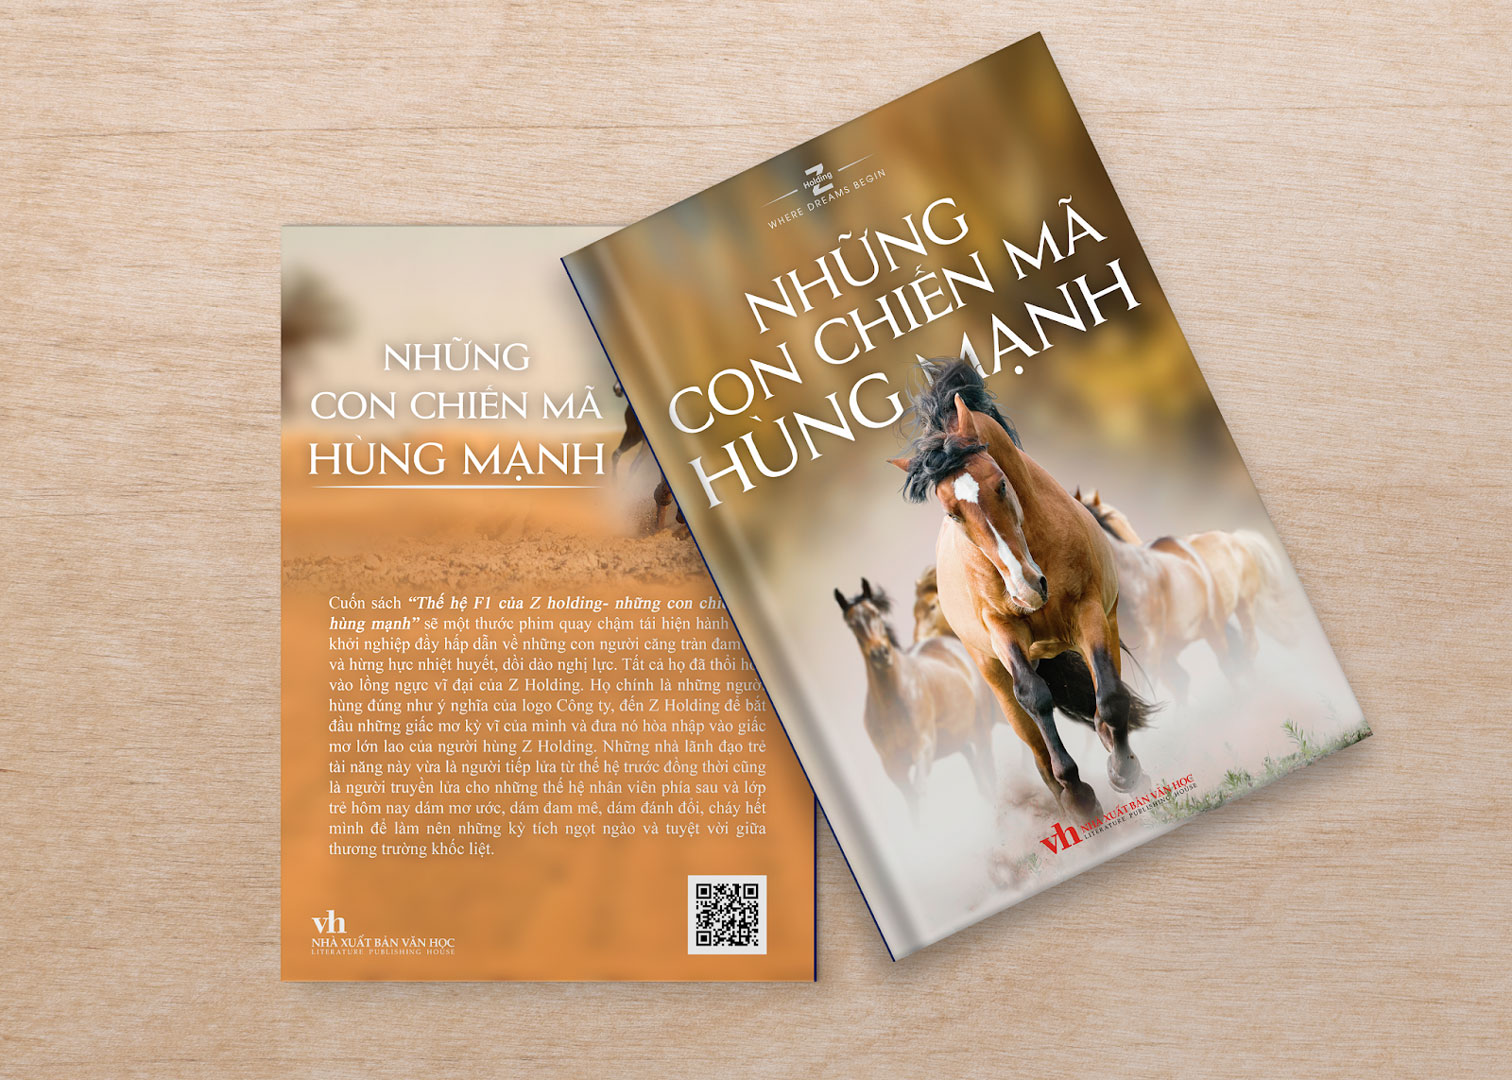 NHỮNG
CON CHIẾN MÃ
HÙNG MẠNH
Cuốn sách “Thế hệ F1 của Z holding- những con
hùng mạnh” sẽ một thước phim quay chậm tái hiện hành
khởi nghiệp đầy hấp dẫn về những con người căng tràn đam
và hừng hực nhiệt huyết, dồi dào nghị lực. Tất cả họ đã thổi
vào lồng ngực vĩ đại của Z Holding. Họ chính là những người
hùng đúng như ý nghĩa của logo Công ty, đến Z Holding để bắt
đầu những giấc mơ kỳ vĩ của mình và đưa nó hòa nhập vào giấc
mơ lớn lao của người hùng Z Holding. Những nhà lãnh đạo trẻ
tài năng này vừa là người tiếp lửa từ thế hệ trước đồng thời cũng
là người truyền lửa cho những thế hệ nhân viên phía sau và lớp
trẻ hôm nay dám mơ ước, dám đam mê, dám đánh đổi, cháy hết
mình để làm nên những kỳ tích ngọt ngào và tuyệt vời giữa
thương trường khốc liệt.
vh
NHÀ XUẤT BẢN VĂN HỌC
LITERATURE PUBLISHING HOUSE
Z
Holding
WHERE DREAMS BEGIN
NHỮNG
CON CHIẾN MÃ
HÙNG MẠNH
vh
NHÀ XUẤT BẢN VĂN HỌC
LITERATURE PUBLISHING HOUSE